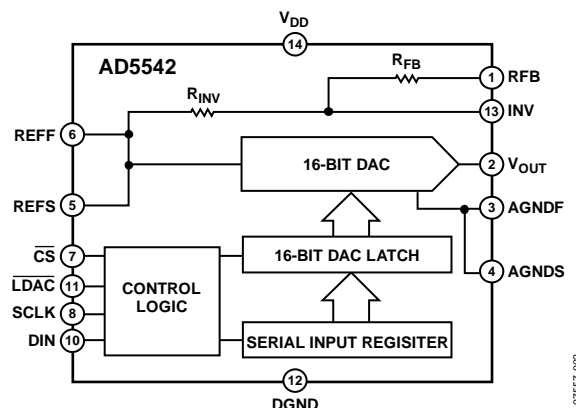 VDD
14
AD5542
RFB
1 RFB
RINV
13 INV
REFF 6
16-BIT DAC
2 VOUT
REFS 5
3 AGNDF
CS 7
16-BIT DAC LATCH
4 AGNDS
LDAC 11
CONTROL
LOGIC
SCLK 8
DIN 10
SERIAL INPUT REGISITER
12
DGND